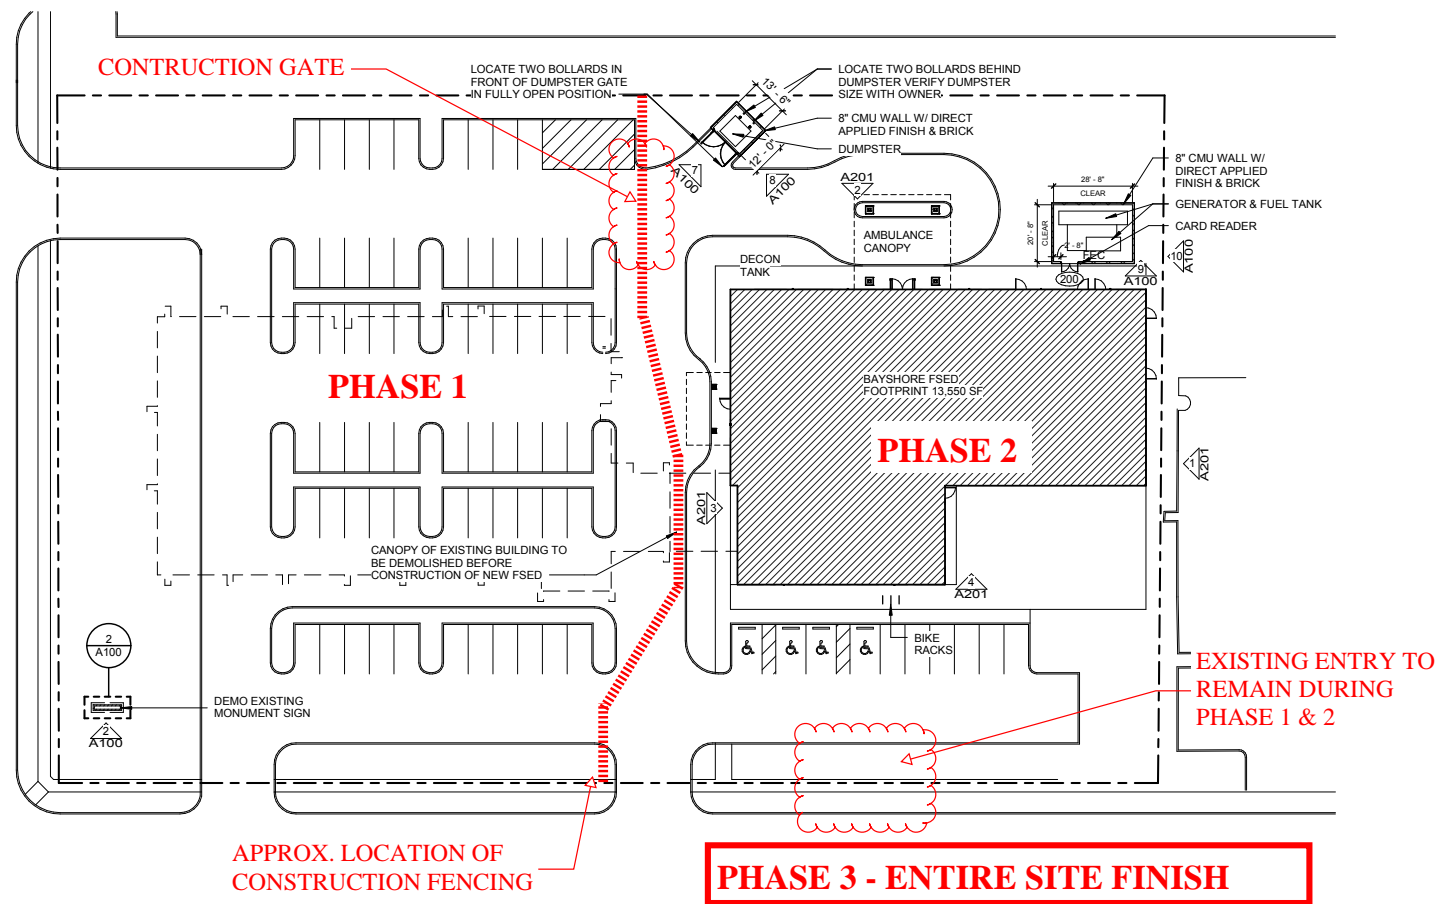 CONTRUCTION GATE
LOCATE TWO BOLLARDS IN
FRONT OF DUMPSTER GATE
IN FULLY OPEN POSITION
13' - 6"
12' - 0"
LOCATE TWO BOLLARDS BEHIND
DUMPSTER VERIFY DUMPSTER
SIZE WITH OWNER
8" CMU WALL W/ DIRECT
APPLIED FINISH & BRICK
DUMPSTER
7
A100
8
A100
A201
2
AMBULANCE
CANOPY
DECON
TANK
28' - 8"
CLEAR
20' - 8"
CLEAR
2' - 8"
FEC
200
8" CMU WALL W/
DIRECT APPLIED
FINISH & BRICK
GENERATOR & FUEL TANK
CARD READER
9
A100
10
A100
PHASE 1
BAYSHORE FSED
FOOTPRINT 13,550 SF
PHASE 2
1
A201
A201
3
CANOPY OF EXISTING BUILDING TO
BE DEMOLISHED BEFORE
CONSTRUCTION OF NEW FSED
4
A201
BIKE
RACKS
2
A100
DEMO EXISTING
MONUMENT SIGN
2
A100
EXISTING ENTRY TO
REMAIN DURING
PHASE 1 & 2
APPROX. LOCATION OF
CONSTRUCTION FENCING
PHASE 3 - ENTIRE SITE FINISH